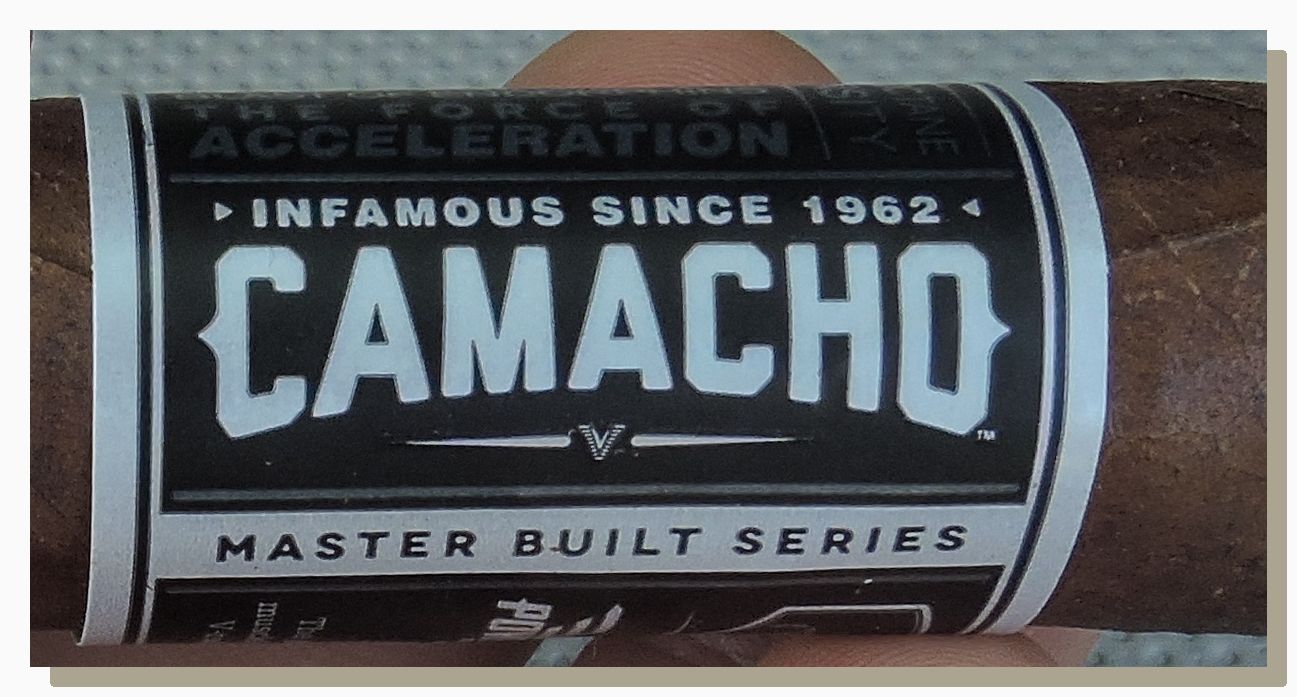 THE FORCE OF
ACCELERATION
INFAMOUS SINCE 1962
CAMACHO
V
TM
MASTER BUILT SERIES